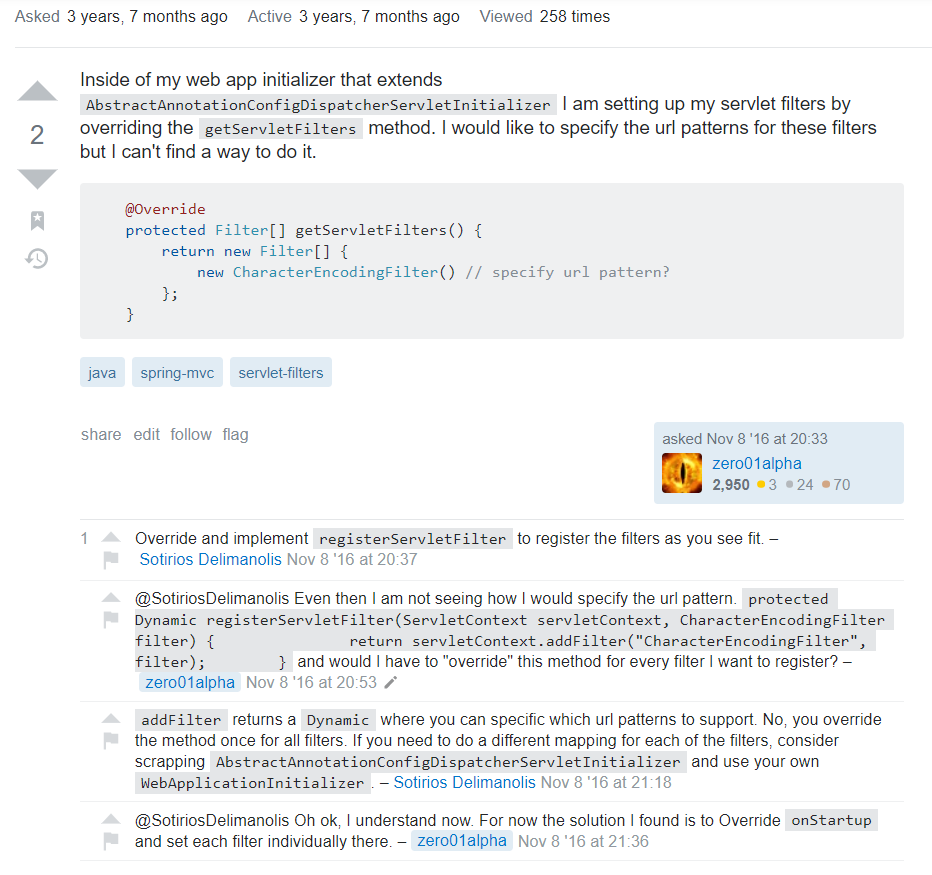 Asked 3 years, 7 months ago Active 3 years, 7 months ago Viewed 258 times
Inside of my web app initializer that extends
AbstractAnnotationConfigDispatcherServletInitializer I am setting up my servlet filters by
2
overriding the getServletFilters method. I would like to specify the url patterns for these filters
but I can't find a way to do it.
@Override
protected Filter[] getServletFilters() {
return new Filter[] {
new CharacterEncodingFilter() // specify url pattern?
};
}
java spring-mvc servlet-filters
share edit follow flag
asked Nov 8 '16 at 20:33
zero01alpha
2,950 3 24 70
1 Override and implement registerServletFilter to register the filters as you see fit. –
Sotirios Delimanolis Nov 8 '16 at 20:37
@SotiriosDelimanolis Even then I am not seeing how I would specify the url pattern. protected
Dynamic registerServletFilter(ServletContext servletContext, CharacterEncodingFilter
filter) { return servletContext.addFilter("CharacterEncodingFilter",
filter); } and would I have to "override" this method for every filter I want to register? –
zero01alpha Nov 8 '16 at 20:53
addFilter returns a Dynamic where you can specific which url patterns to support. No, you override
the method once for all filters. If you need to do a different mapping for each of the filters, consider
scrapping AbstractAnnotationConfigDispatcherServletInitializer and use your own
WebApplicationInitializer. – Sotirios Delimanolis Nov 8 '16 at 21:18
@SotiriosDelimanolis Oh ok, I understand now. For now the solution I found is to Override onStartup
and set each filter individually there. – zero01alpha Nov 8 '16 at 21:36